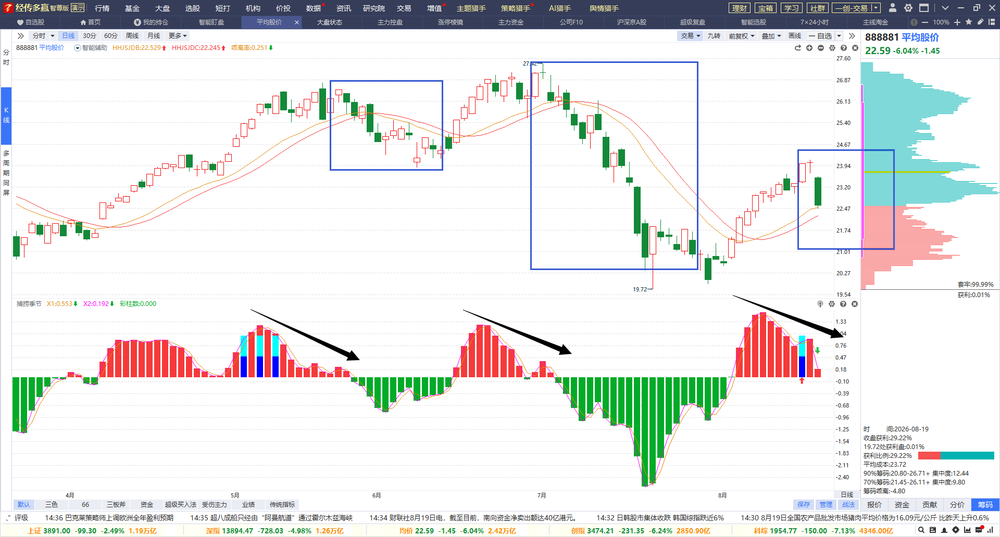 经传多赢 智尊版 演示 行情 基金 大盘 选股 短打 机构 价投 数据 资讯 研究院 交易 增值 主题猎手 策略猎手 AI猎手 舆情猎手 理财 宝箱 学习 社群 一创-交易
自选股 首页 我的持仓 智能盯盘 平均股价 × 大盘状态 主力控盘 涨停棱镜 主力资金 公司F10 沪深京A股 超级复盘 智能选股 7×24小时 主线淘金 100%
分时 日线 30分 60分 周线 月线 更多 交易 九转 前复权 叠加 画线 一自选
888881 平均股价
22.59 -6.04% -1.45
888881 平均股价 智能辅助 HHJSJDB:22.529 HHJSJDC:22.245 乖离率:0.251
分时
K线
多周期同屏
27.42
19.72
27.60
26.87
26.13
25.40
24.67
23.94
23.20
22.47
21.74
21.01
20.27
19.54
套牢:99.99%
获利:0.01%
捕捞季节 X1:0.553 X2:0.192 彩柱数:0.000
1.33
04
0.76
0.47
0.18
-0.10
-0.39
-0.68
-0.96
-1.25
-1.54
-1.83
-2.11
-2.40
时 间:2026-08-19
收盘获利:29.22%
19.72处获利盘:0.01%
获利比例:29.22%
平均成本:23.72
90%筹码:20.80-26.71+ 集中度:12.44
70%筹码:21.45-26.11+ 集中度:9.80
筹码乖离:-4.80
4月 5月 6月 7月 8月 日线
默认 三色 66 三板斧 资金 超级买入法 受伤主力 业绩 传统指标 保存 管理 战法 报价 资金 贡献 分价 筹码
” 评级 14:36 巴克莱策略师上调欧洲全年盈利预期 14:35 超八成船只经由“阿曼航道”通过霍尔木兹海峡 14:34 财联社8月19日电，截至目前，南向资金净卖出额达40亿港元。 14:32 日韩股市集体收跌 韩国综指跌近6% 14:30 8月19日全国农产品批发市场猪肉平均价格为16.09元/公斤 比昨天上升0.6%
上证 3891.00 -99.30 -2.49% 1.19万亿 深指 13894.47 -728.03 -4.98% 1.26万亿 均价 22.59 -1.45 -6.04% 2.42万亿 创指 3474.21 -231.35 -6.24% 2850.90亿 科综 1954.77 -150.00 -7.13% 4346.00亿